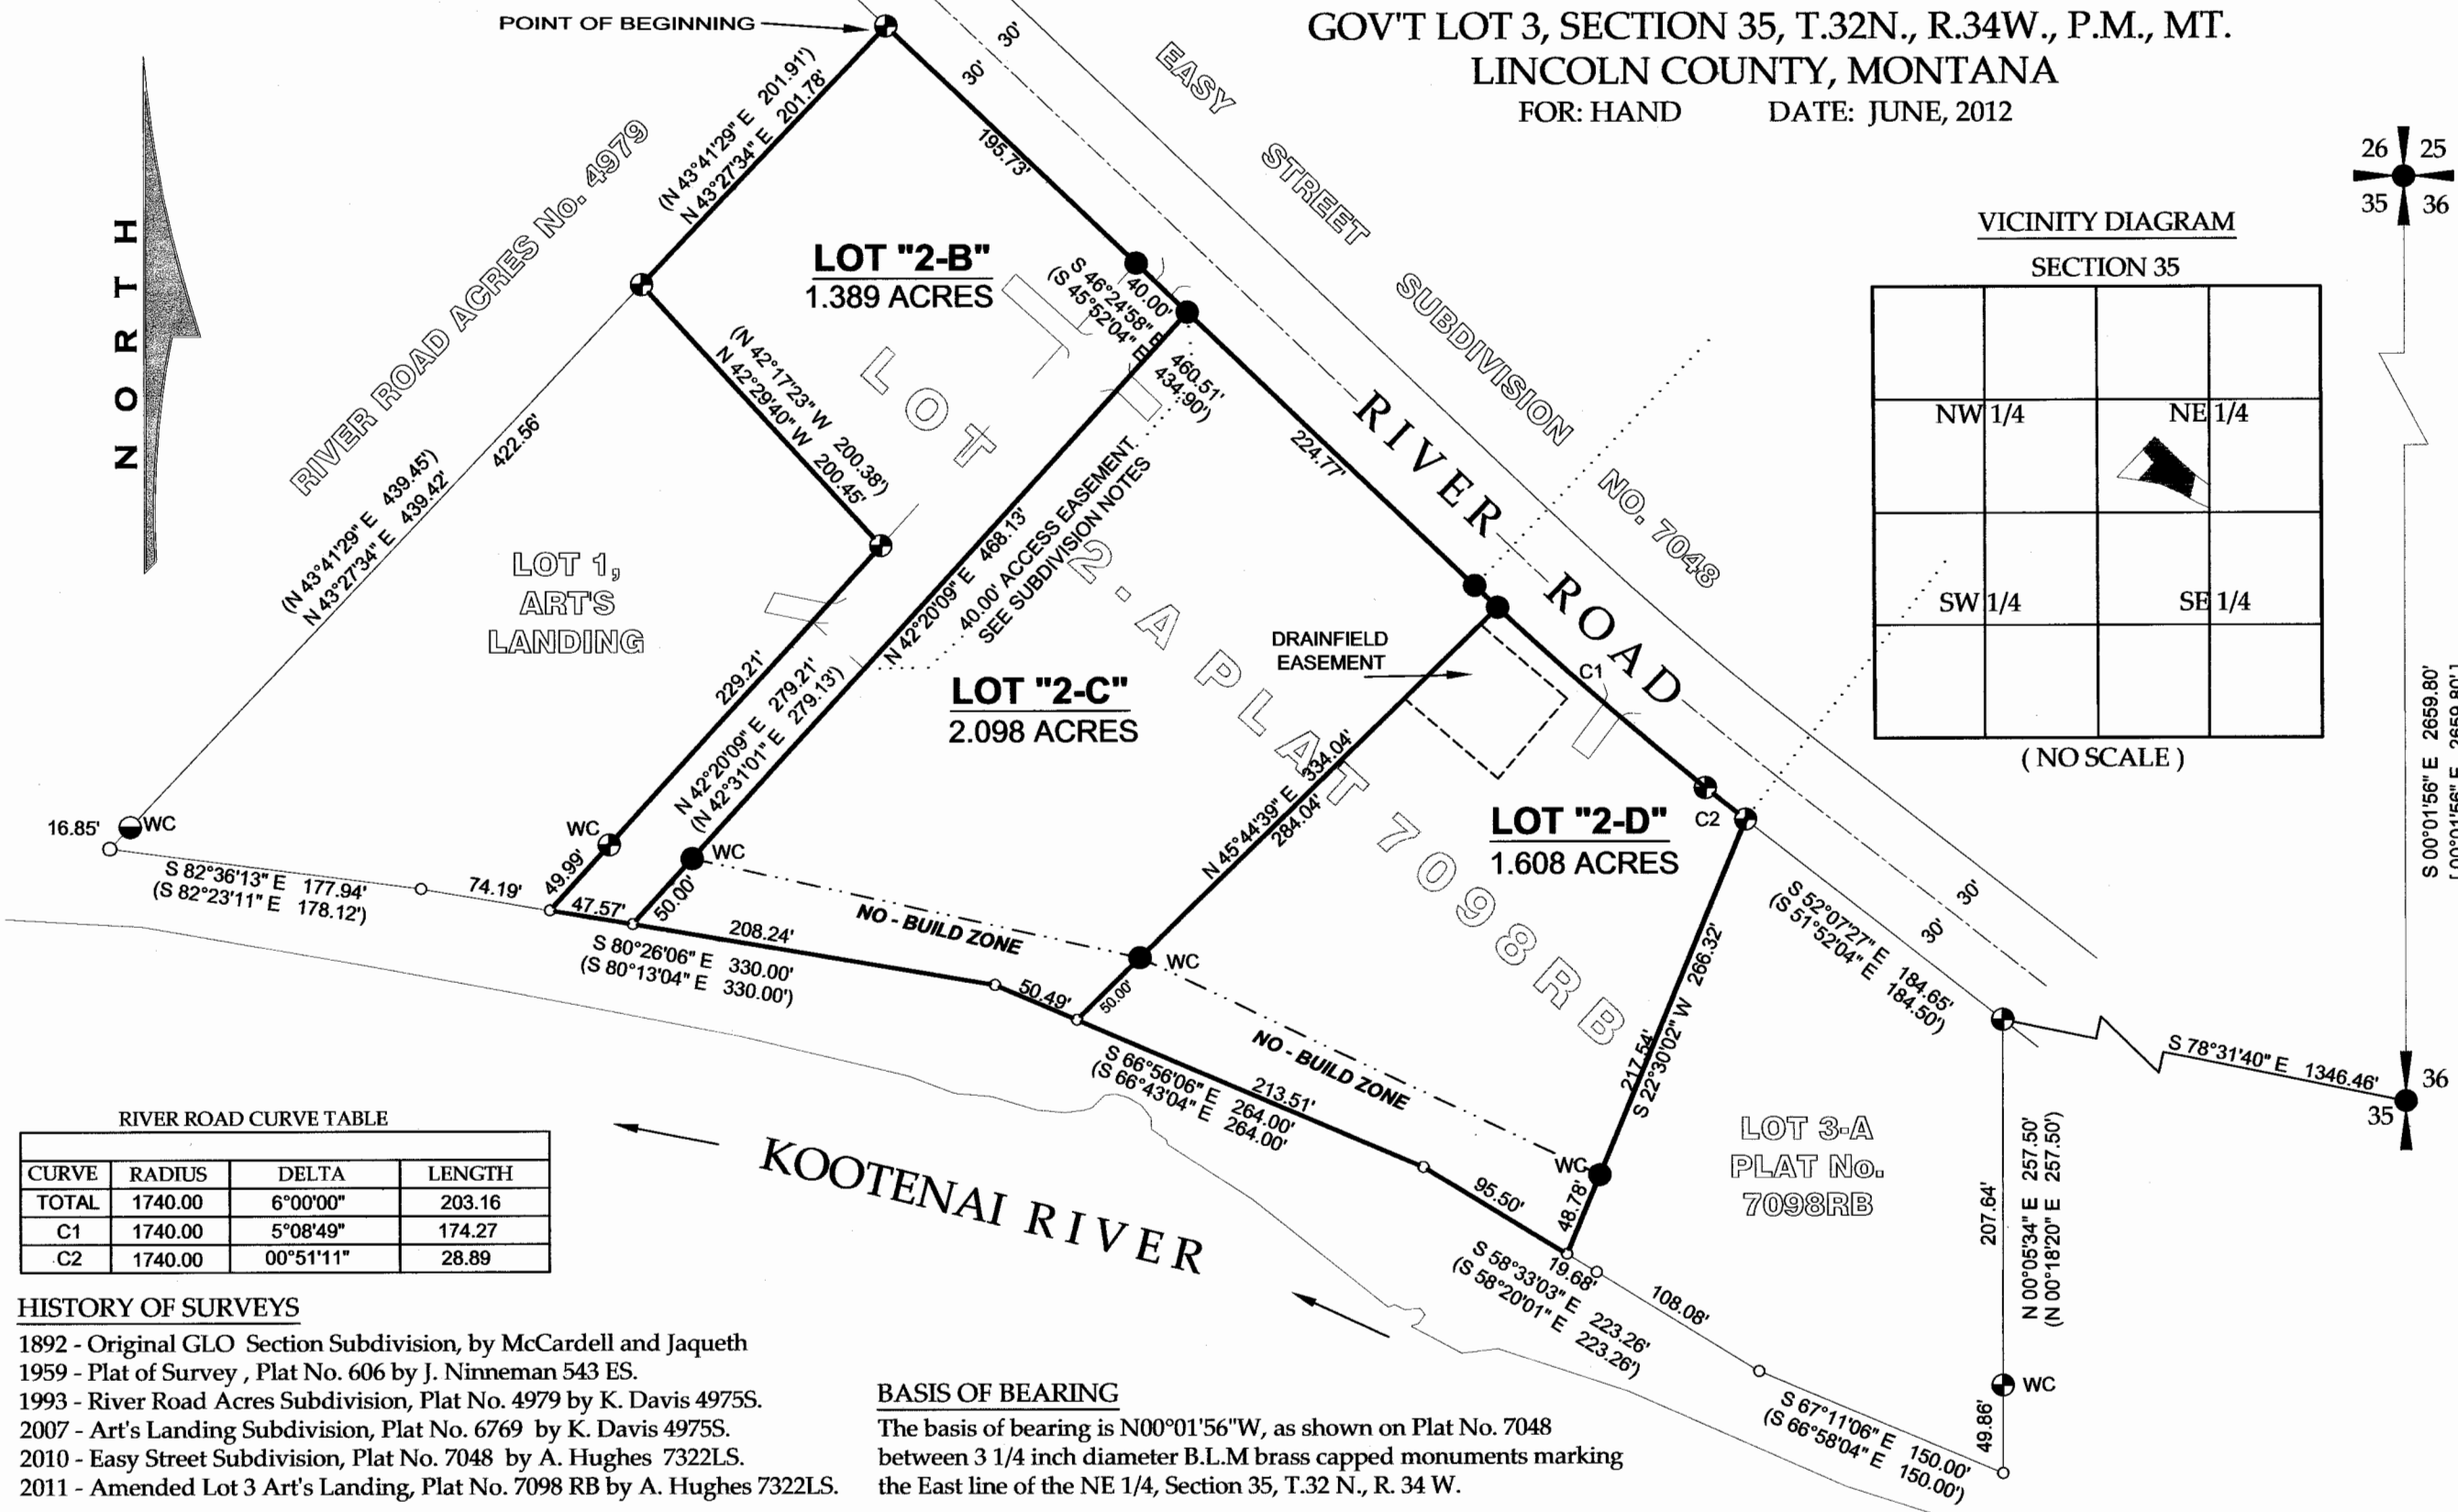 GOV'T LOT 3, SECTION 35, T.32N., R.34W., P.M., MT.
LINCOLN COUNTY, MONTANA
FOR: HAND DATE: JUNE, 2012
POINT OF BEGINNING
NORTH
30'
30'
EASY STREET SUBDIVISION NO. 7048
RIVER ROAD ACRES No. 4979
(N 43°41'29" E 201.91')
N 43°27'34" E 201.78'
195.73'
40.00'
S 46°24'58" E 460.51'
(S 45°52'04" E 434.90')
LOT "2-B"
1.389 ACRES
(N 42°17'23" W 200.38')
N 42°29'40" W 200.45'
422.56'
(N 43°41'29" E 439.45')
N 43°27'34" E 439.42'
LOT 1,
ART'S
LANDING
LOT 2-A PLAT 7098RB
224.77'
RIVER ROAD
N 42°20'09" E 468.13'
40.00' ACCESS EASEMENT.
SEE SUBDIVISION NOTES
229.21'
N 42°20'09" E 279.21'
(N 42°31'01" E 279.13')
DRAINFIELD
EASEMENT
C1
C2
LOT "2-C"
2.098 ACRES
N 45°44'39" E 334.04'
284.04'
LOT "2-D"
1.608 ACRES
16.85'
WC
WC
WC
S 82°36'13" E 177.94'
(S 82°23'11" E 178.12')
74.19'
49.99'
47.57'
50.00'
208.24'
NO - BUILD ZONE
S 80°26'06" E 330.00'
(S 80°13'04" E 330.00')
50.49'
50.00'
WC
NO - BUILD ZONE
S 66°56'06" E 264.00'
(S 66°43'04" E 264.00'
213.51'
217.54'
S 22°30'02" W 266.32'
WC
48.78'
95.50'
19.68'
S 58°33'03" E 223.26'
(S 58°20'01" E 223.26')
108.08'
S 67°11'06" E 150.00'
(S 66°58'04" E 150.00')
LOT 3-A
PLAT No.
7098RB
S 52°07'27" E 184.65'
(S 51°52'04" E 184.50')
30'
30'
207.64'
N 00°05'34" E 257.50'
(N 00°18'20" E 257.50')
WC
49.86'
S 78°31'40" E 1346.46'
26 25
35 36
S 00°01'56" E 2659.80'
36
35
VICINITY DIAGRAM
SECTION 35
NW 1/4 NE 1/4
SW 1/4 SE 1/4
( NO SCALE )
KOOTENAI RIVER
RIVER ROAD CURVE TABLE
CURVE RADIUS DELTA LENGTH
TOTAL 1740.00 6°00'00" 203.16
C1 1740.00 5°08'49" 174.27
C2 1740.00 00°51'11" 28.89
HISTORY OF SURVEYS
1892 - Original GLO Section Subdivision, by McCardell and Jaqueth
1959 - Plat of Survey , Plat No. 606 by J. Ninneman 543 ES.
1993 - River Road Acres Subdivision, Plat No. 4979 by K. Davis 4975S.
2007 - Art's Landing Subdivision, Plat No. 6769 by K. Davis 4975S.
2010 - Easy Street Subdivision, Plat No. 7048 by A. Hughes 7322LS.
2011 - Amended Lot 3 Art's Landing, Plat No. 7098 RB by A. Hughes 7322LS.
BASIS OF BEARING
The basis of bearing is N00°01'56"W, as shown on Plat No. 7048
between 3 1/4 inch diameter B.L.M brass capped monuments marking
the East line of the NE 1/4, Section 35, T.32 N., R. 34 W.